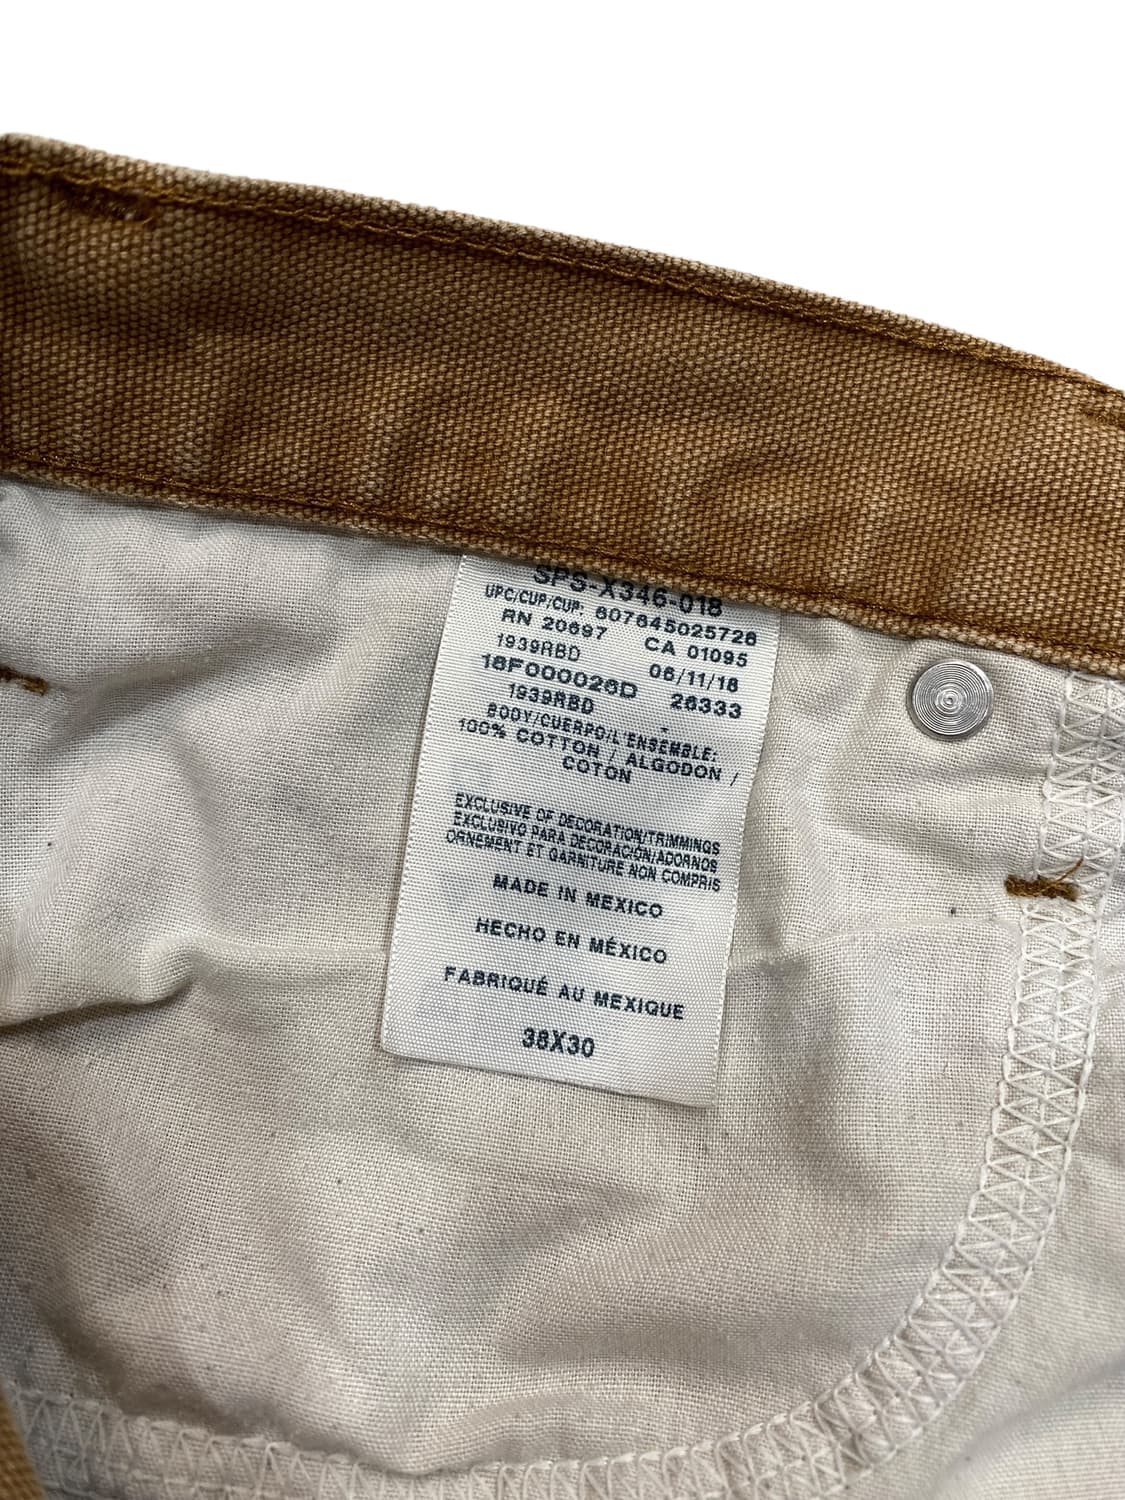 SPS-X346-018
UPC/CUP/CUP: 607645025726
RN 20697 CA 01095
1939RBD 06/11/18
18F000026D 26333
1939RBD -
BODY/CUERPO/L'ENSEMBLE:
100% COTTON / ALGODON /
COTON
EXCLUSIVE OF DECORATION/TRIMMINGS
EXCLUSIVO PARA DECORACIÓN/ADORNOS
ORNEMENT ET GARNITURE NON COMPRIS
MADE IN MEXICO
HECHO EN MÉXICO
FABRIQUÉ AU MEXIQUE
38X30